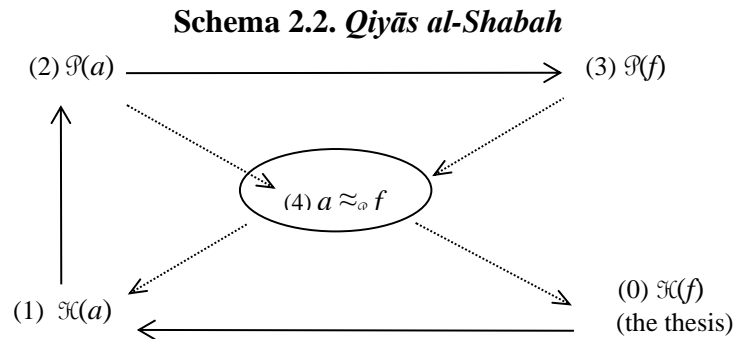 Schema 2.2. Qiyās al-Shabah
(2) 𝒫(a)
(3) 𝒫(f)
(4) a ≈𝒫 f
(1) ℋ(a)
(0) ℋ(f)
(the thesis)